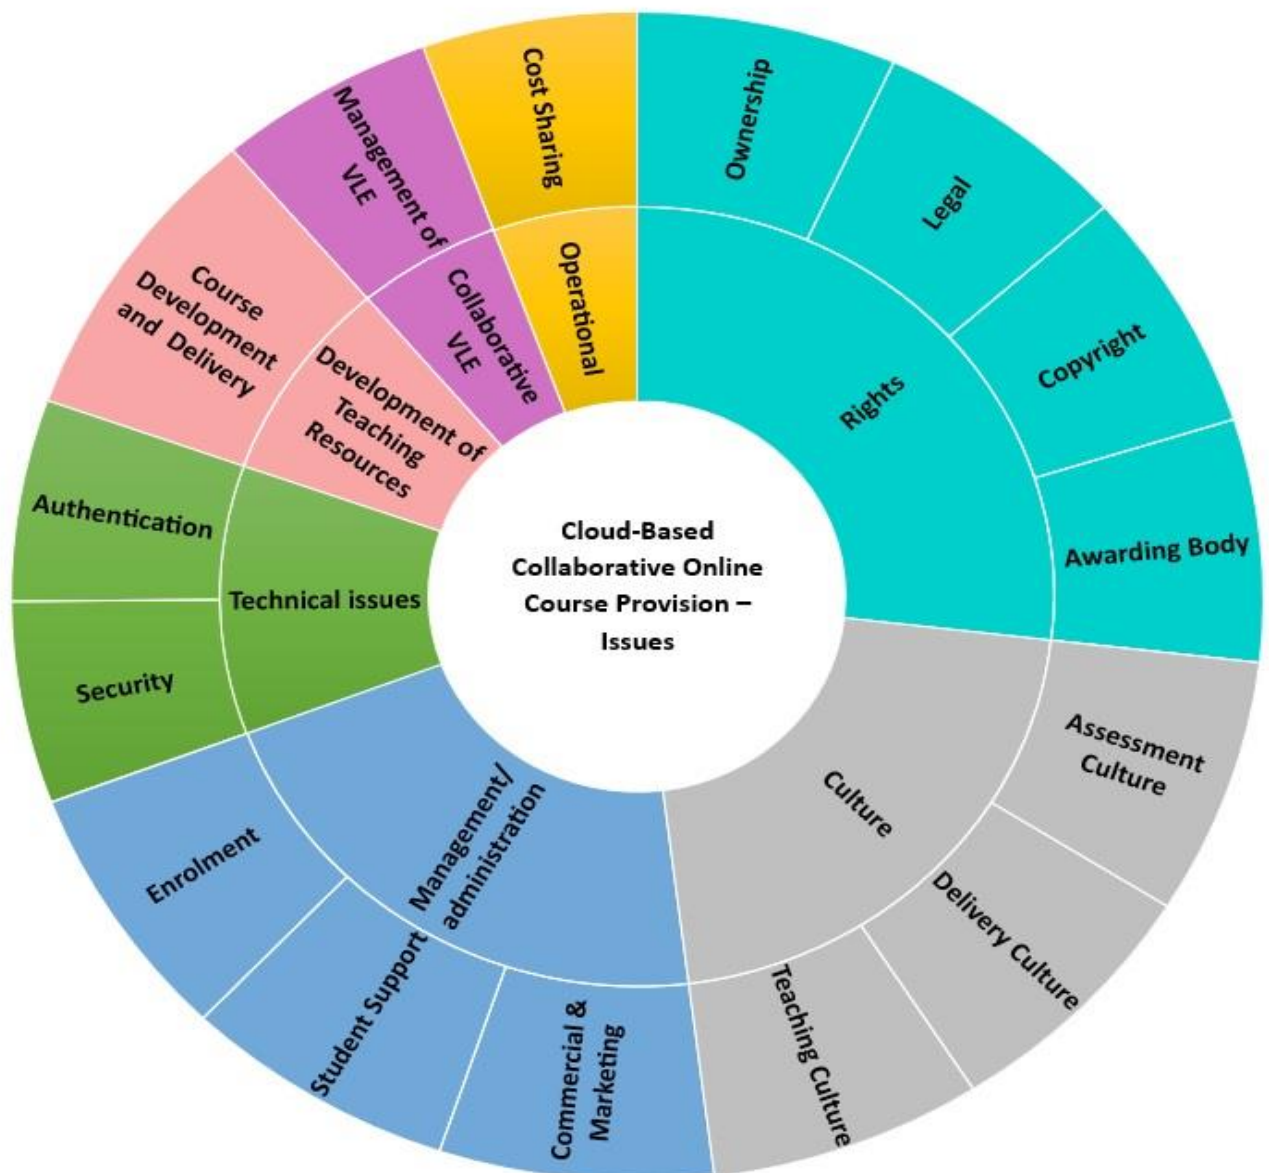 Cloud-Based
Collaborative Online
Course Provision –
Issues
Rights
Ownership
Legal
Copyright
Awarding Body
Culture
Assessment
Culture
Delivery Culture
Teaching Culture
Management/
administration
Commercial &
Marketing
Student Support
Enrolment
Technical issues
Security
Authentication
Development of
Teaching
Resources
Course
Development
and Delivery
Collaborative
VLE
Management of
VLE
Operational
Cost Sharing